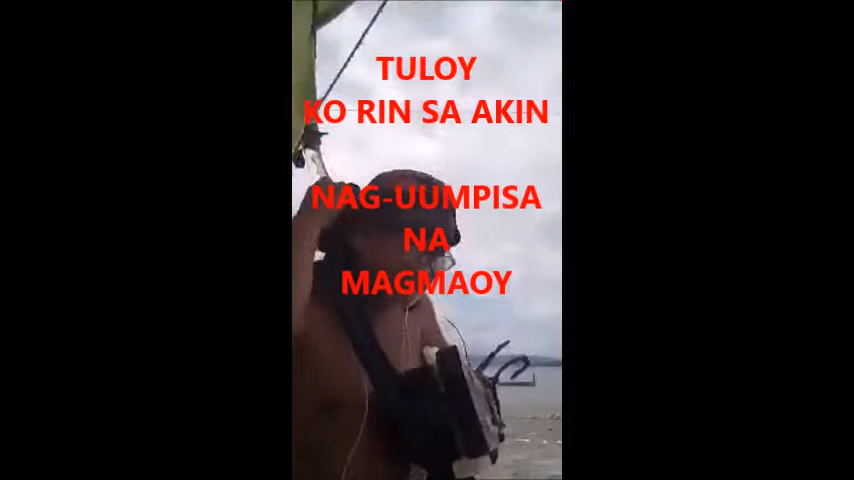 TULOY
KO RIN SA AKIN
NAG-UUMPISA
NA
MAGMAOY